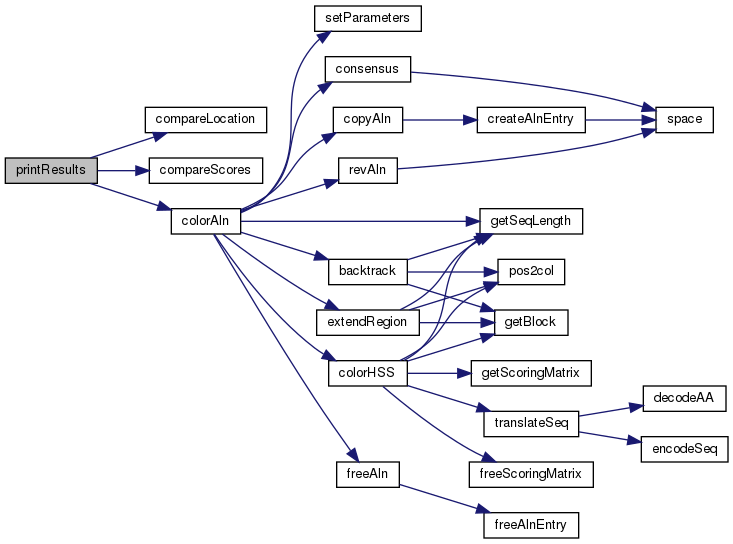 setParameters
consensus
compareLocation
copyAln
createAlnEntry
space
printResults
compareScores
revAln
colorAln
getSeqLength
backtrack
pos2col
extendRegion
getBlock
colorHSS
getScoringMatrix
decodeAA
translateSeq
encodeSeq
freeAln
freeScoringMatrix
freeAlnEntry